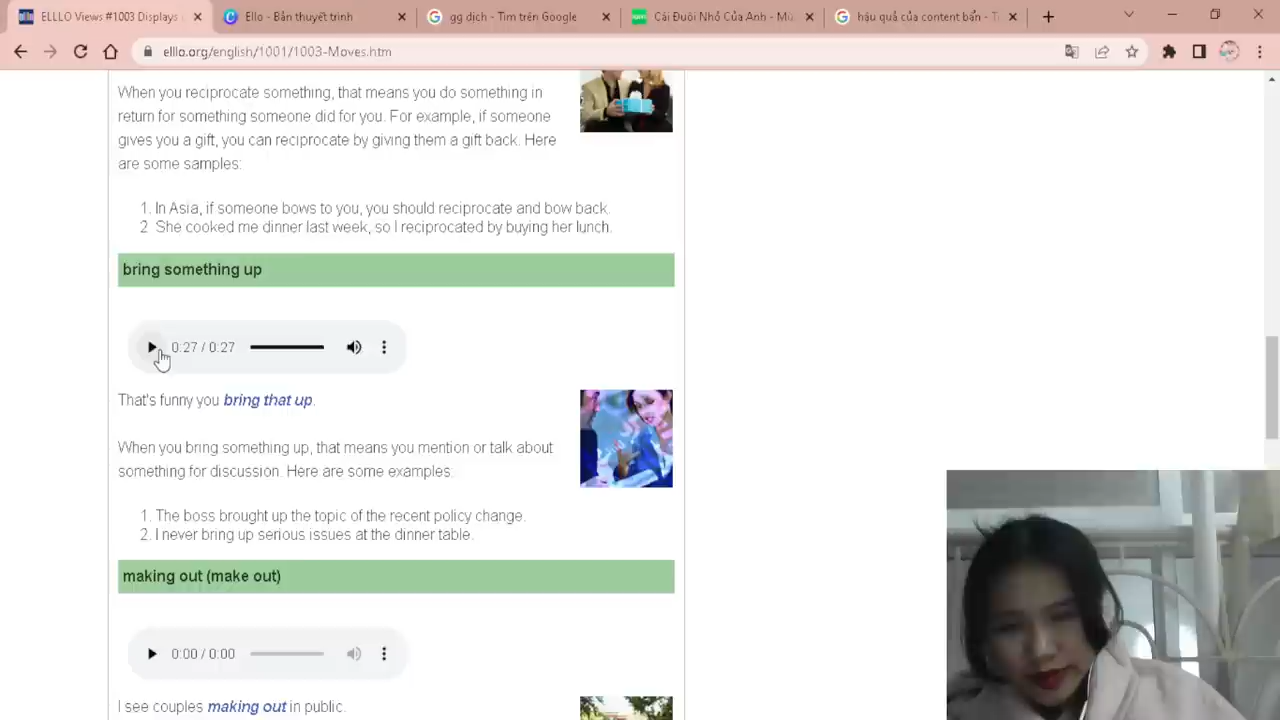 ELLLO Views #1003 Displays
Ello - Bản thuyết trình
gg dịch - Tìm trên Google
Cái Đuôi Nhỏ Của Anh - Mù
hậu quả của content bẩn - T
ello.org/english/1001/1003-Moves.htm
When you reciprocate something, that means you do something in
return for something someone did for you. For example, if someone
gives you a gift, you can reciprocate by giving them a gift back. Here
are some samples:
1. In Asia, if someone bows to you, you should reciprocate and bow back.
2. She cooked me dinner last week, so I reciprocated by buying her lunch.
bring something up
0:27 / 0:27
That's funny you bring that up.
When you bring something up, that means you mention or talk about
something for discussion. Here are some examples:
1. The boss brought up the topic of the recent policy change.
2. I never bring up serious issues at the dinner table.
making out (make out)
0:00 / 0:00
I see couples making out in public.